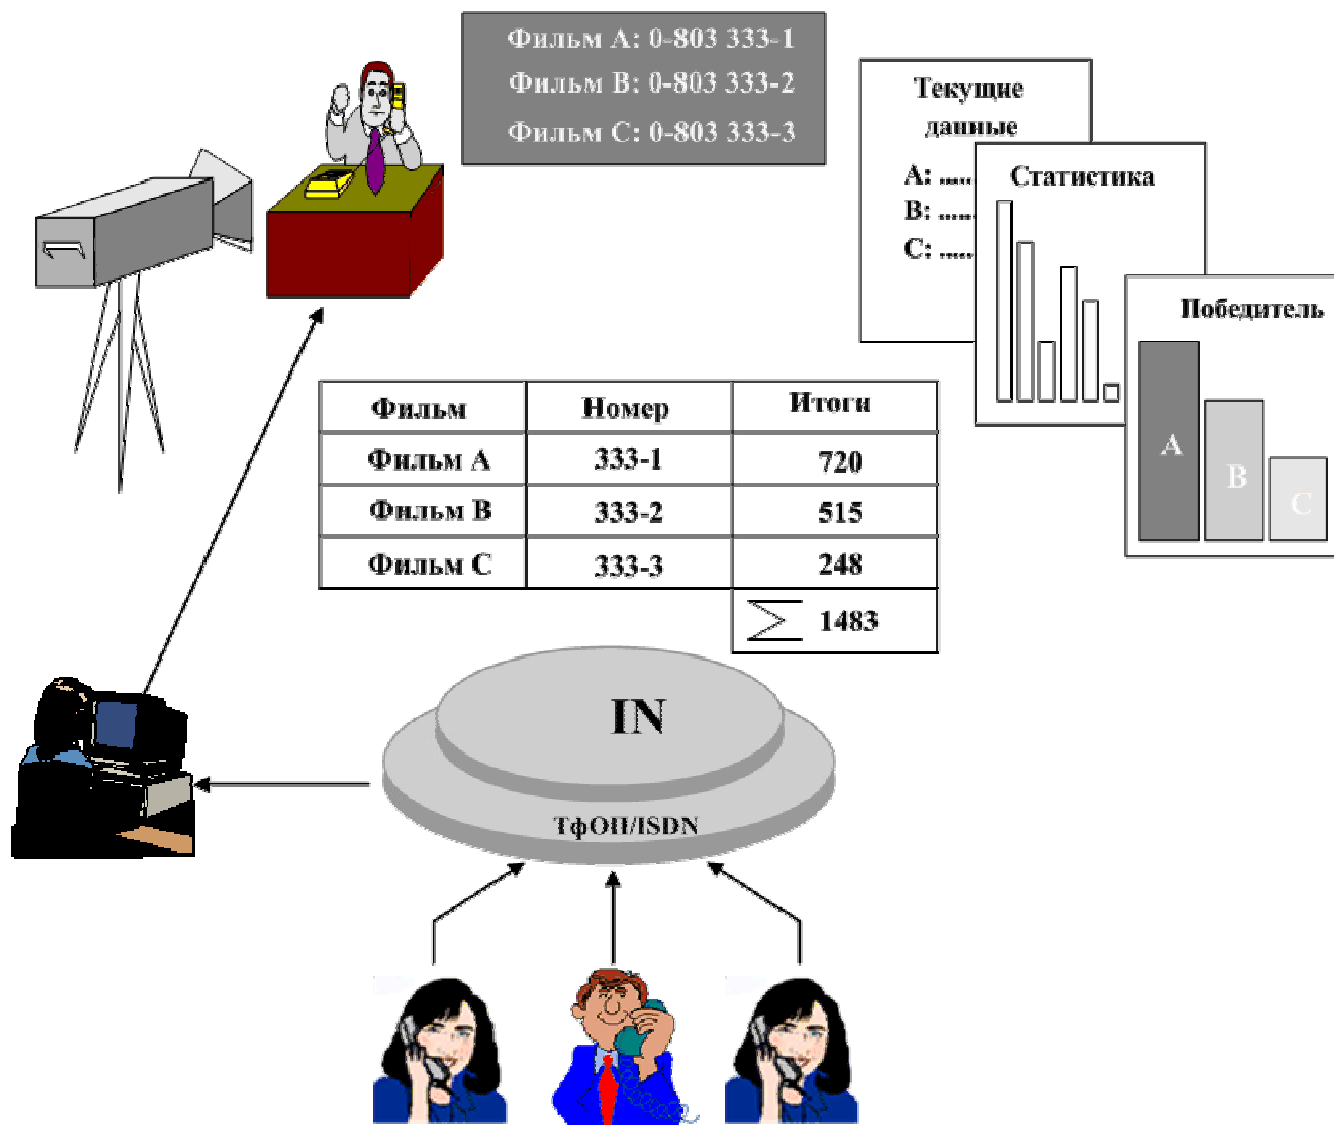 Фильм А: 0-803 333-1
Фильм В: 0-803 333-2
Фильм С: 0-803 333-3
Текущие
данные
А: ......
В: ......
С: ......
Статистика
Победитель
А
В
С
Фильм Номер Итоги
Фильм А 333-1 720
Фильм В 333-2 515
Фильм С 333-3 248
∑ 1483
IN
ТфОП/ISDN